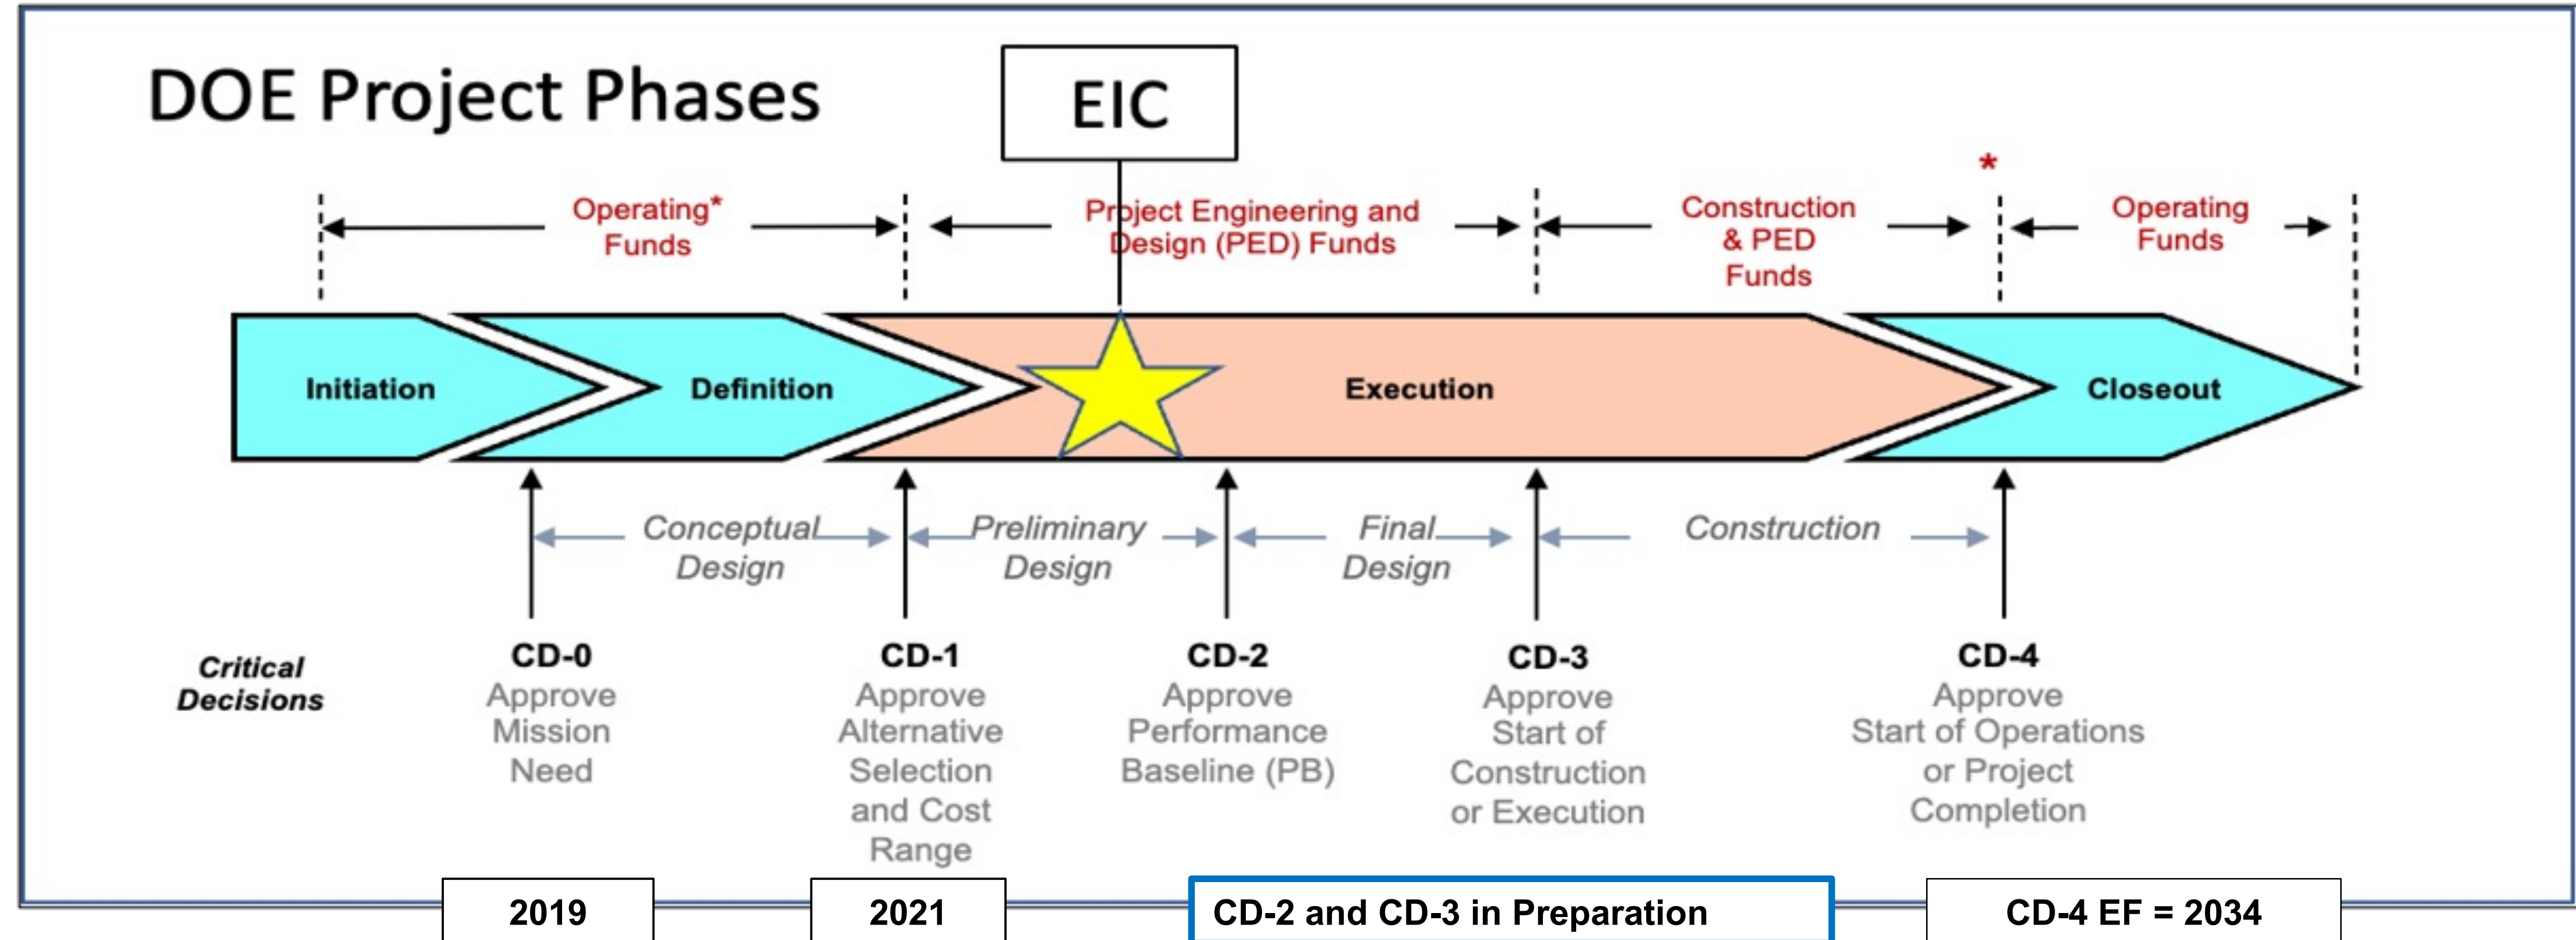 DOE Project Phases
EIC
*
Operating*
Funds
Project Engineering and
Design (PED) Funds
Construction
& PED
Funds
Operating
Funds
Initiation
Definition
Execution
Closeout
Conceptual
Design
Preliminary
Design
Final
Design
Construction
Critical
Decisions
CD-0
Approve
Mission
Need
CD-1
Approve
Alternative
Selection
and Cost
Range
CD-2
Approve
Performance
Baseline (PB)
CD-3
Approve
Start of
Construction
or Execution
CD-4
Approve
Start of Operations
or Project
Completion
2019
2021
CD-2 and CD-3 in Preparation
CD-4 EF = 2034